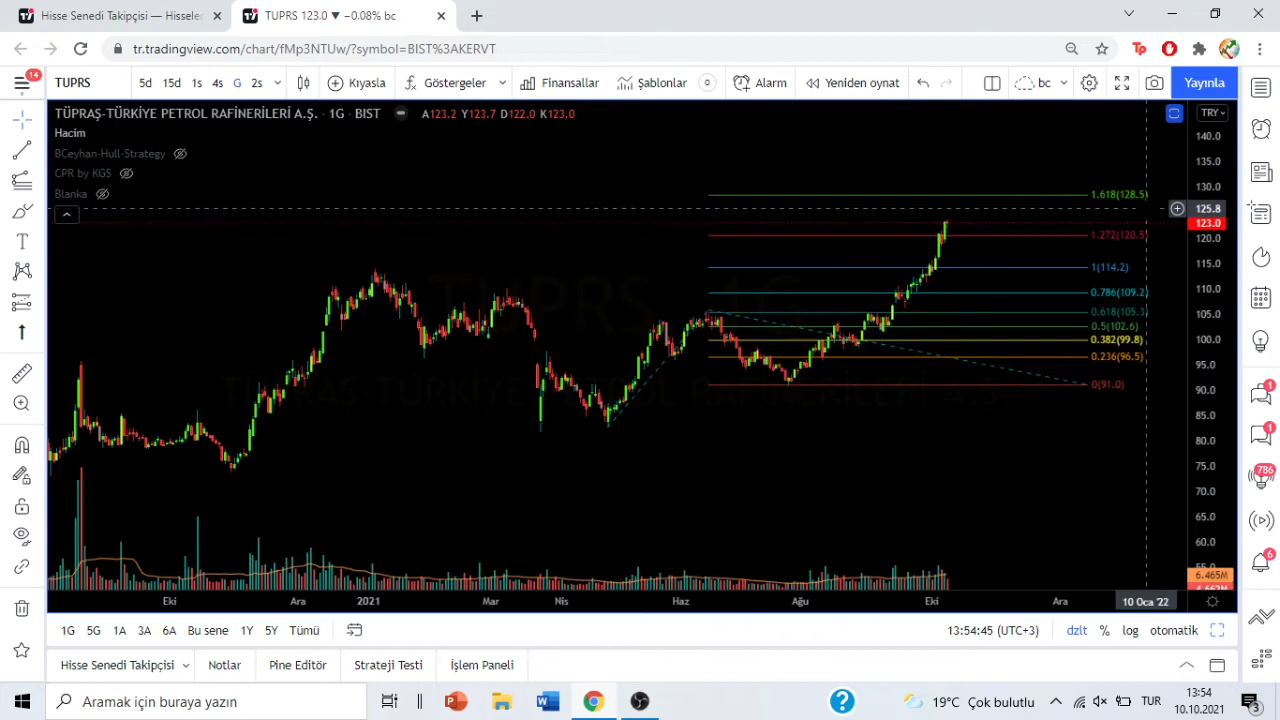 Hisse Senedi Takipçisi — Hisseler
TUPRS 123.0 ▼ −0.08% bc
tr.tradingview.com/chart/fMp3NTUw/?symbol=BIST%3AKERVT
14
TUPRS
5d 15d 1s 4s G 2s
Kıyasla
Göstergeler
Finansallar
Şablonlar
Alarm
Yeniden oynat
bc
Yayınla
TÜPRAŞ-TÜRKİYE PETROL RAFİNERİLERİ A.Ş. · 1G · BIST
A123.2 Y123.7 D122.0 K123.0
TRY
Hacim
BCeyhan-Hull-Strategy
CPR by KGS
Blanka
140.0
135.0
130.0
125.8
123.0
120.0
115.0
110.0
105.0
100.0
95.0
90.0
85.0
80.0
75.0
70.0
65.0
60.0
55.0
6.465M
1.618(128.5)
1.272(120.5)
1(114.2)
0.786(109.2)
0.618(105.3)
0.5(102.6)
0.382(99.8)
0.236(96.5)
0(91.0)
Eki Ara 2021 Mar Nis Haz Ağu Eki Ara 10 Oca '22
1G 5G 1A 3A 6A Bu sene 1Y 5Y Tümü
13:54:45 (UTC+3)
dzlt % log otomatik
Hisse Senedi Takipçisi
Notlar
Pine Editör
Strateji Testi
İşlem Paneli
1
1
786
6
Aramak için buraya yazın
19°C Çok bulutlu
TUR
13:54
10.10.2021
3